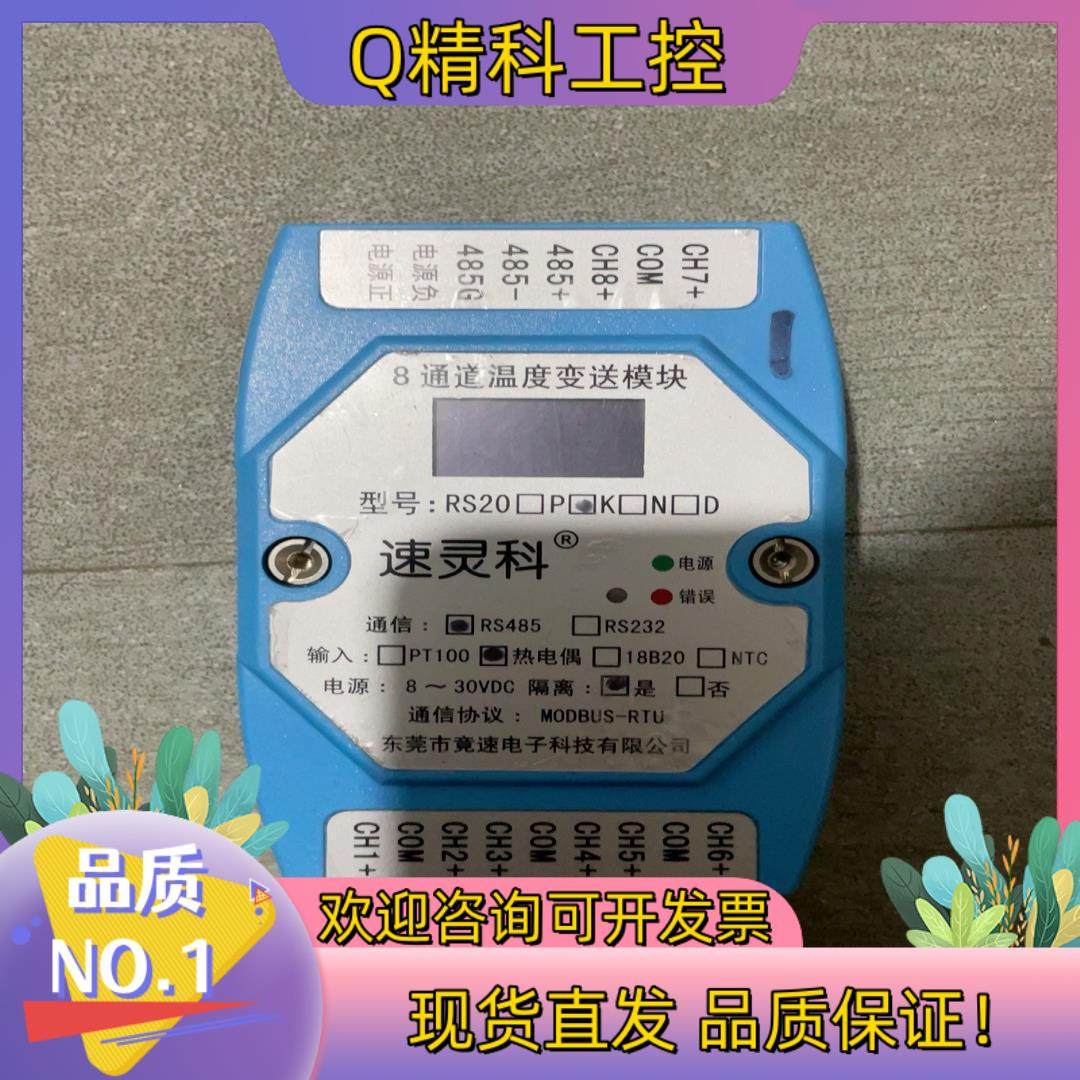 Q精科工控
电源正
电源负
485G
485-
485+
CH8+
COM
CH7+
8通道温度变送模块
型号:RS20□P■K□N□D
速灵科®
电源
错误
通信:■RS485 □RS232
输入:□PT100■热电偶□18B20□NTC
电源:8～30VDC 隔离:■是 □否
通信协议:MODBUS-RTU
东莞市竟速电子科技有限公司
CH1+
COM
CH2+
CH3+
COM
CH4+
CH5+
COM
CH6+
品质
NO.1
欢迎咨询可开发票
现货直发 品质保证!